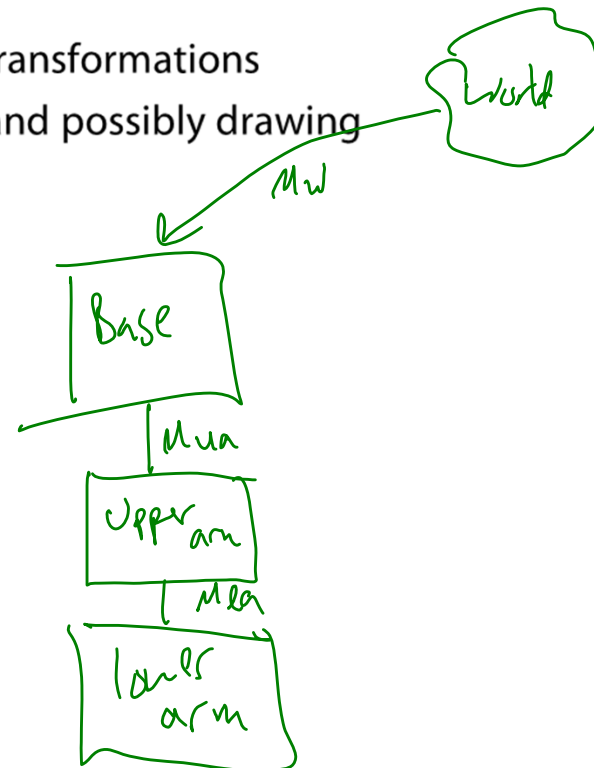 ransformations
nd possibly drawing
World
Mw
Base
Mua
Upper
arm
Mla
lower
arm